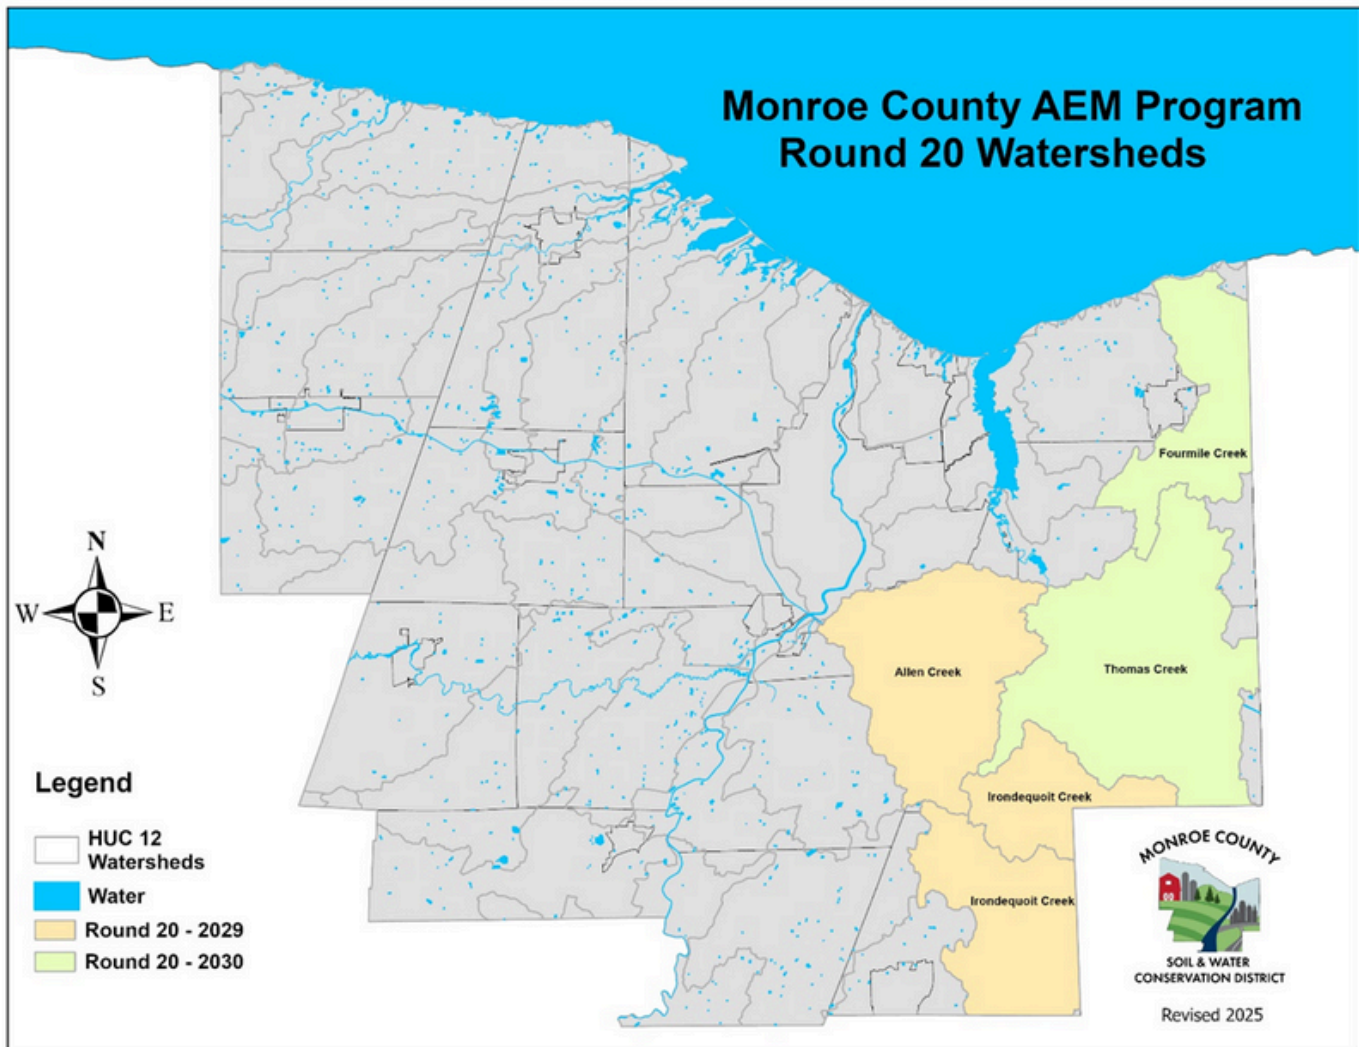 Monroe County AEM Program
Round 20 Watersheds
Fourmile Creek
Allen Creek
Thomas Creek
Irondequoit Creek
Irondequoit Creek
N
W
E
S
Legend
HUC 12
Watersheds
Water
Round 20 - 2029
Round 20 - 2030
MONROE COUNTY
SOIL & WATER
CONSERVATION DISTRICT
Revised 2025